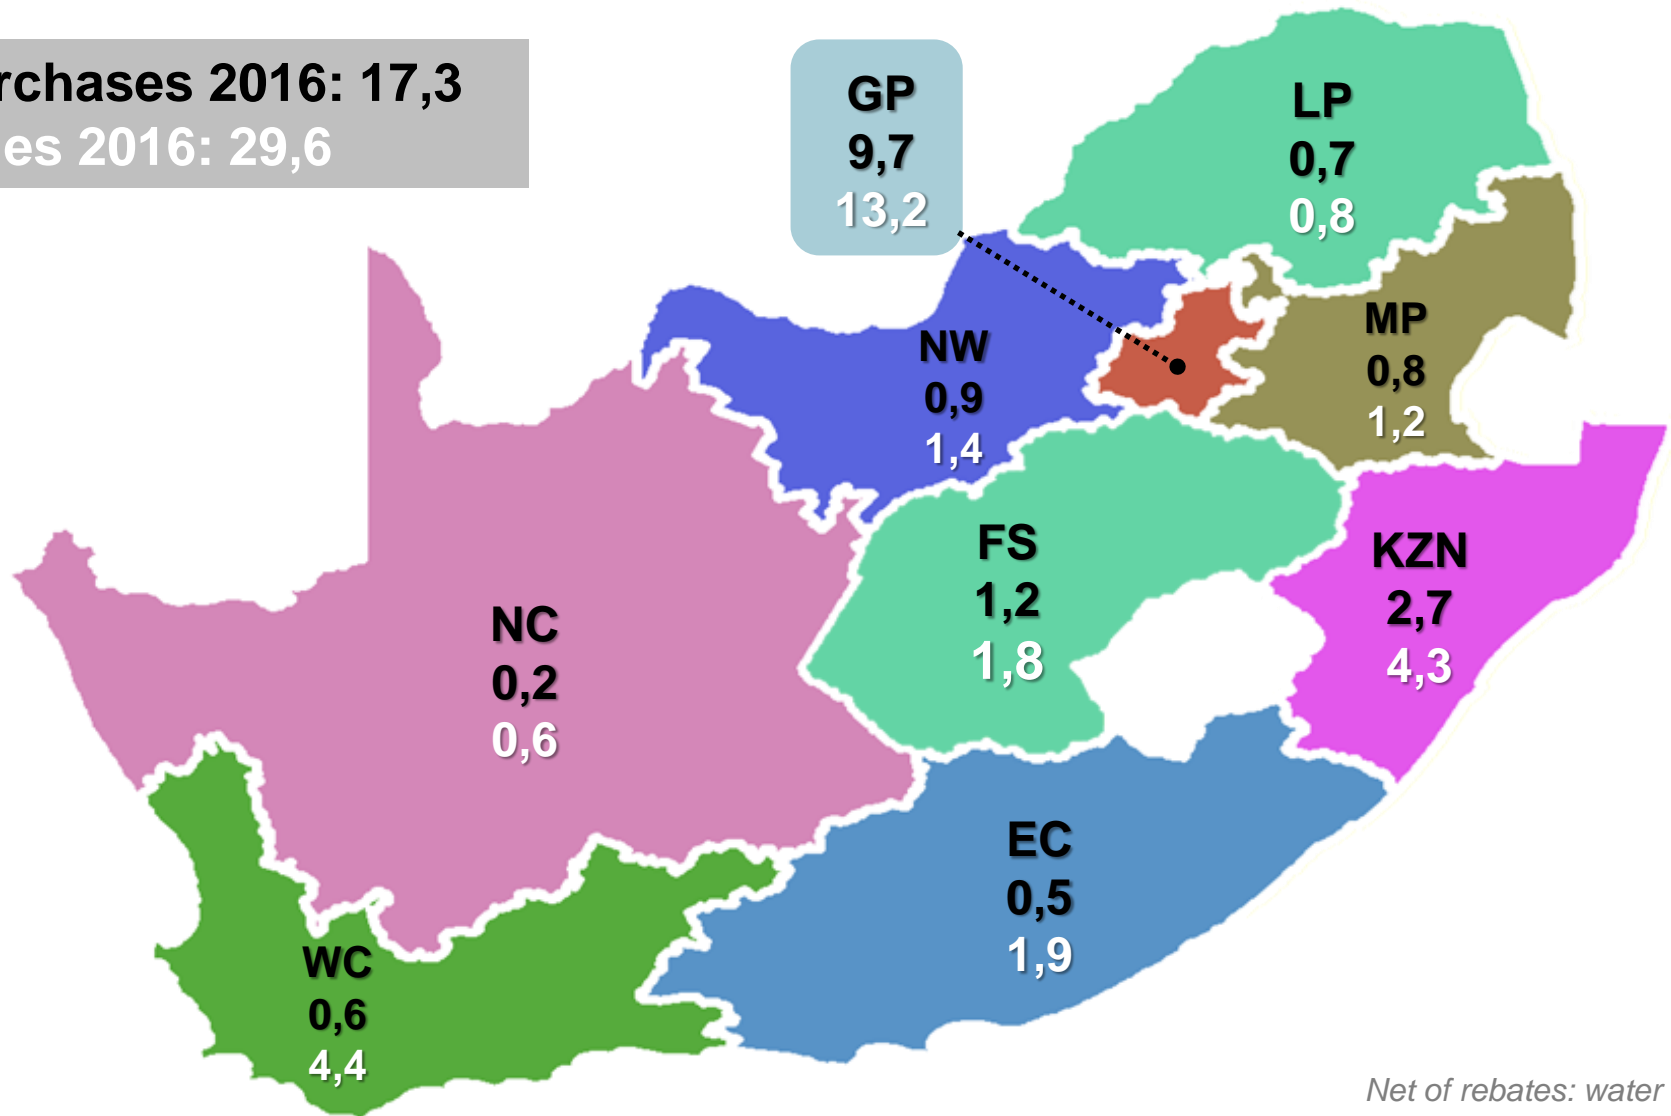 rchases 2016: 17,3
es 2016: 29,6
GP
9,7
13,2
LP
0,7
0,8
NW
0,9
1,4
MP
0,8
1,2
FS
1,2
1,8
KZN
2,7
4,3
NC
0,2
0,6
EC
0,5
1,9
WC
0,6
4,4
Net of rebates: water